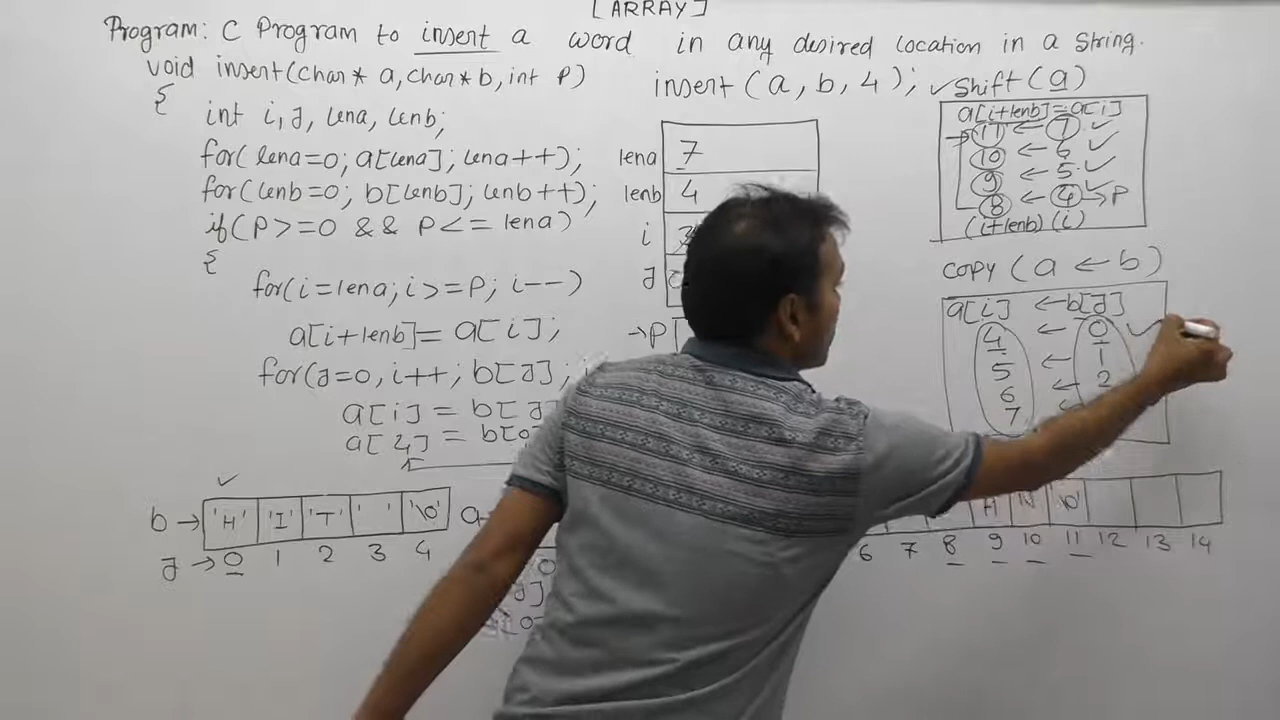 [ARRAY]
Program: C Program to insert a word in any desired location in a string.
void insert(char* a, char* b, int P)
{
int i, J, lena, lenb;
for( lena=0; a[lena]; lena++);
for(lenb=0; b[lenb]; lenb++);
if(P>=0 && P<= lena)
{
for(i=lena; i>=P; i--)
a[i+lenb]= a[i];
for(J=0, i++; b[J];
a[i] = b[J
a[4] = b[0
insert (a, b, 4);
lena 7
lenb 4
i 3
J
→P
✓Shift(a)
a[i+lenb]=a[i]
11 ← 7 ✓
10 ← 6 ✓
9 ← 5 ✓
8 ← 4 → P
(i+lenb) (i)
COPY (a ← b)
a[i] ← b[J]
4 ← 0 ✓
5 ← 1
6 ← 2
7 ←
✓
b → 'H' 'I' 'T' ' ' '\0'
J → 0 1 2 3 4
a 'N' '\0'
6 7 8 9 10 11 12 13 14